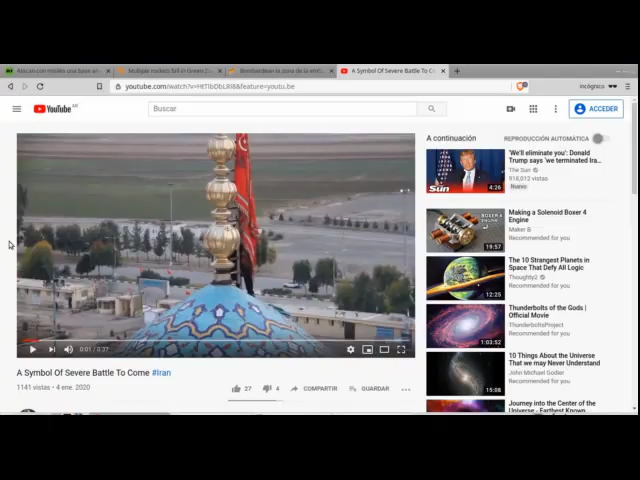 Atacan con misiles una base
Multiple rockets fall in Green Z
Bombardean la zona de la
A Symbol Of Severe Battle To C
youtube.com/
&feature=youtu.be
incógnico
YouTube AR
Buscar
ACCEDER
A continuación
REPRODUCCIÓN AUTOMÁTICA
'We'll eliminate you': Donald
Trump says 'we terminated Ira...
The Sun
918,012 vistas
Nuevo
Sun
4:26
Making a Solenoid Boxer 4
Engine
Maker B
Recommended for you
BOXER 4
ENGINE
19:57
The 10 Strangest Planets in
Space That Defy All Logic
Thoughty2
Recommended for you
12:25
Thunderbolts of the Gods |
Official Movie
ThunderboltsProject
Recommended for you
1:03:52
10 Things About the Universe
That we may Never Understand
John Michael Godier
Recommended for you
15:08
Journey into the Center of the
Universe - Farthest Known
0:01 / 0:37
A Symbol Of Severe Battle To Come #Iran
1141 vistas • 4 ene. 2020
27
4
COMPARTIR
GUARDAR